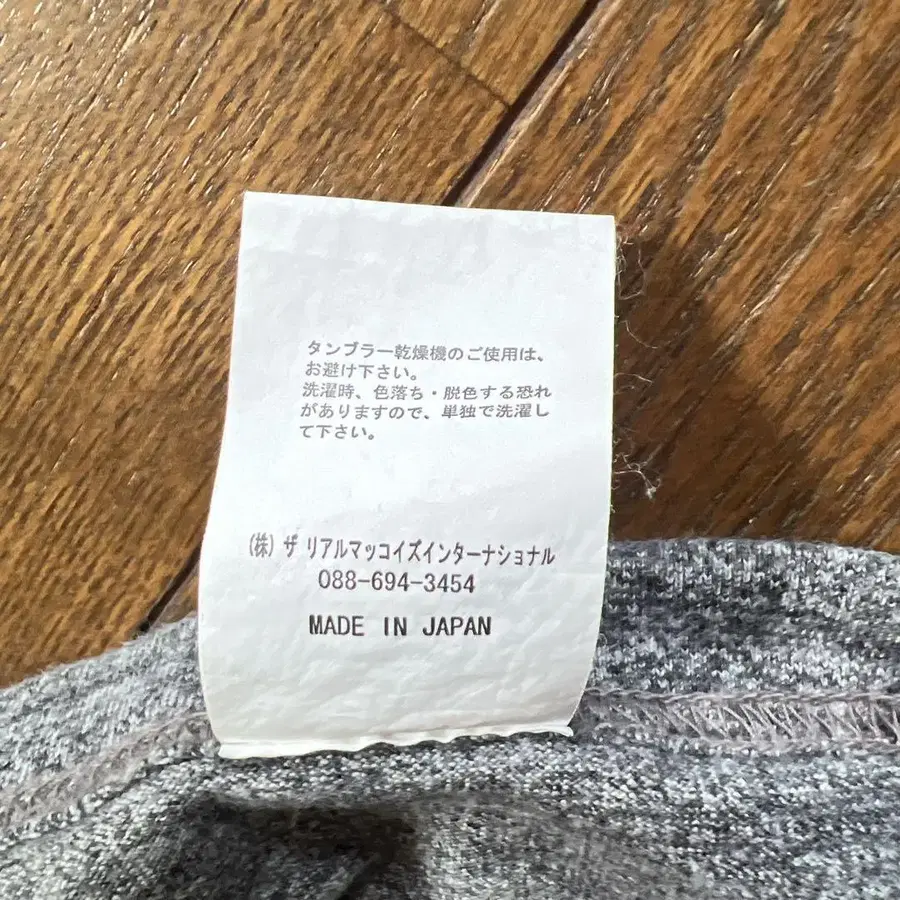 タンブラー乾燥機のご使用は、
お避け下さい。
洗濯時、色落ち・脱色する恐れ
がありますので、単独で洗濯し
て下さい。
(株) ザ リアルマッコイズインターナショナル
088-694-3454
MADE IN JAPAN